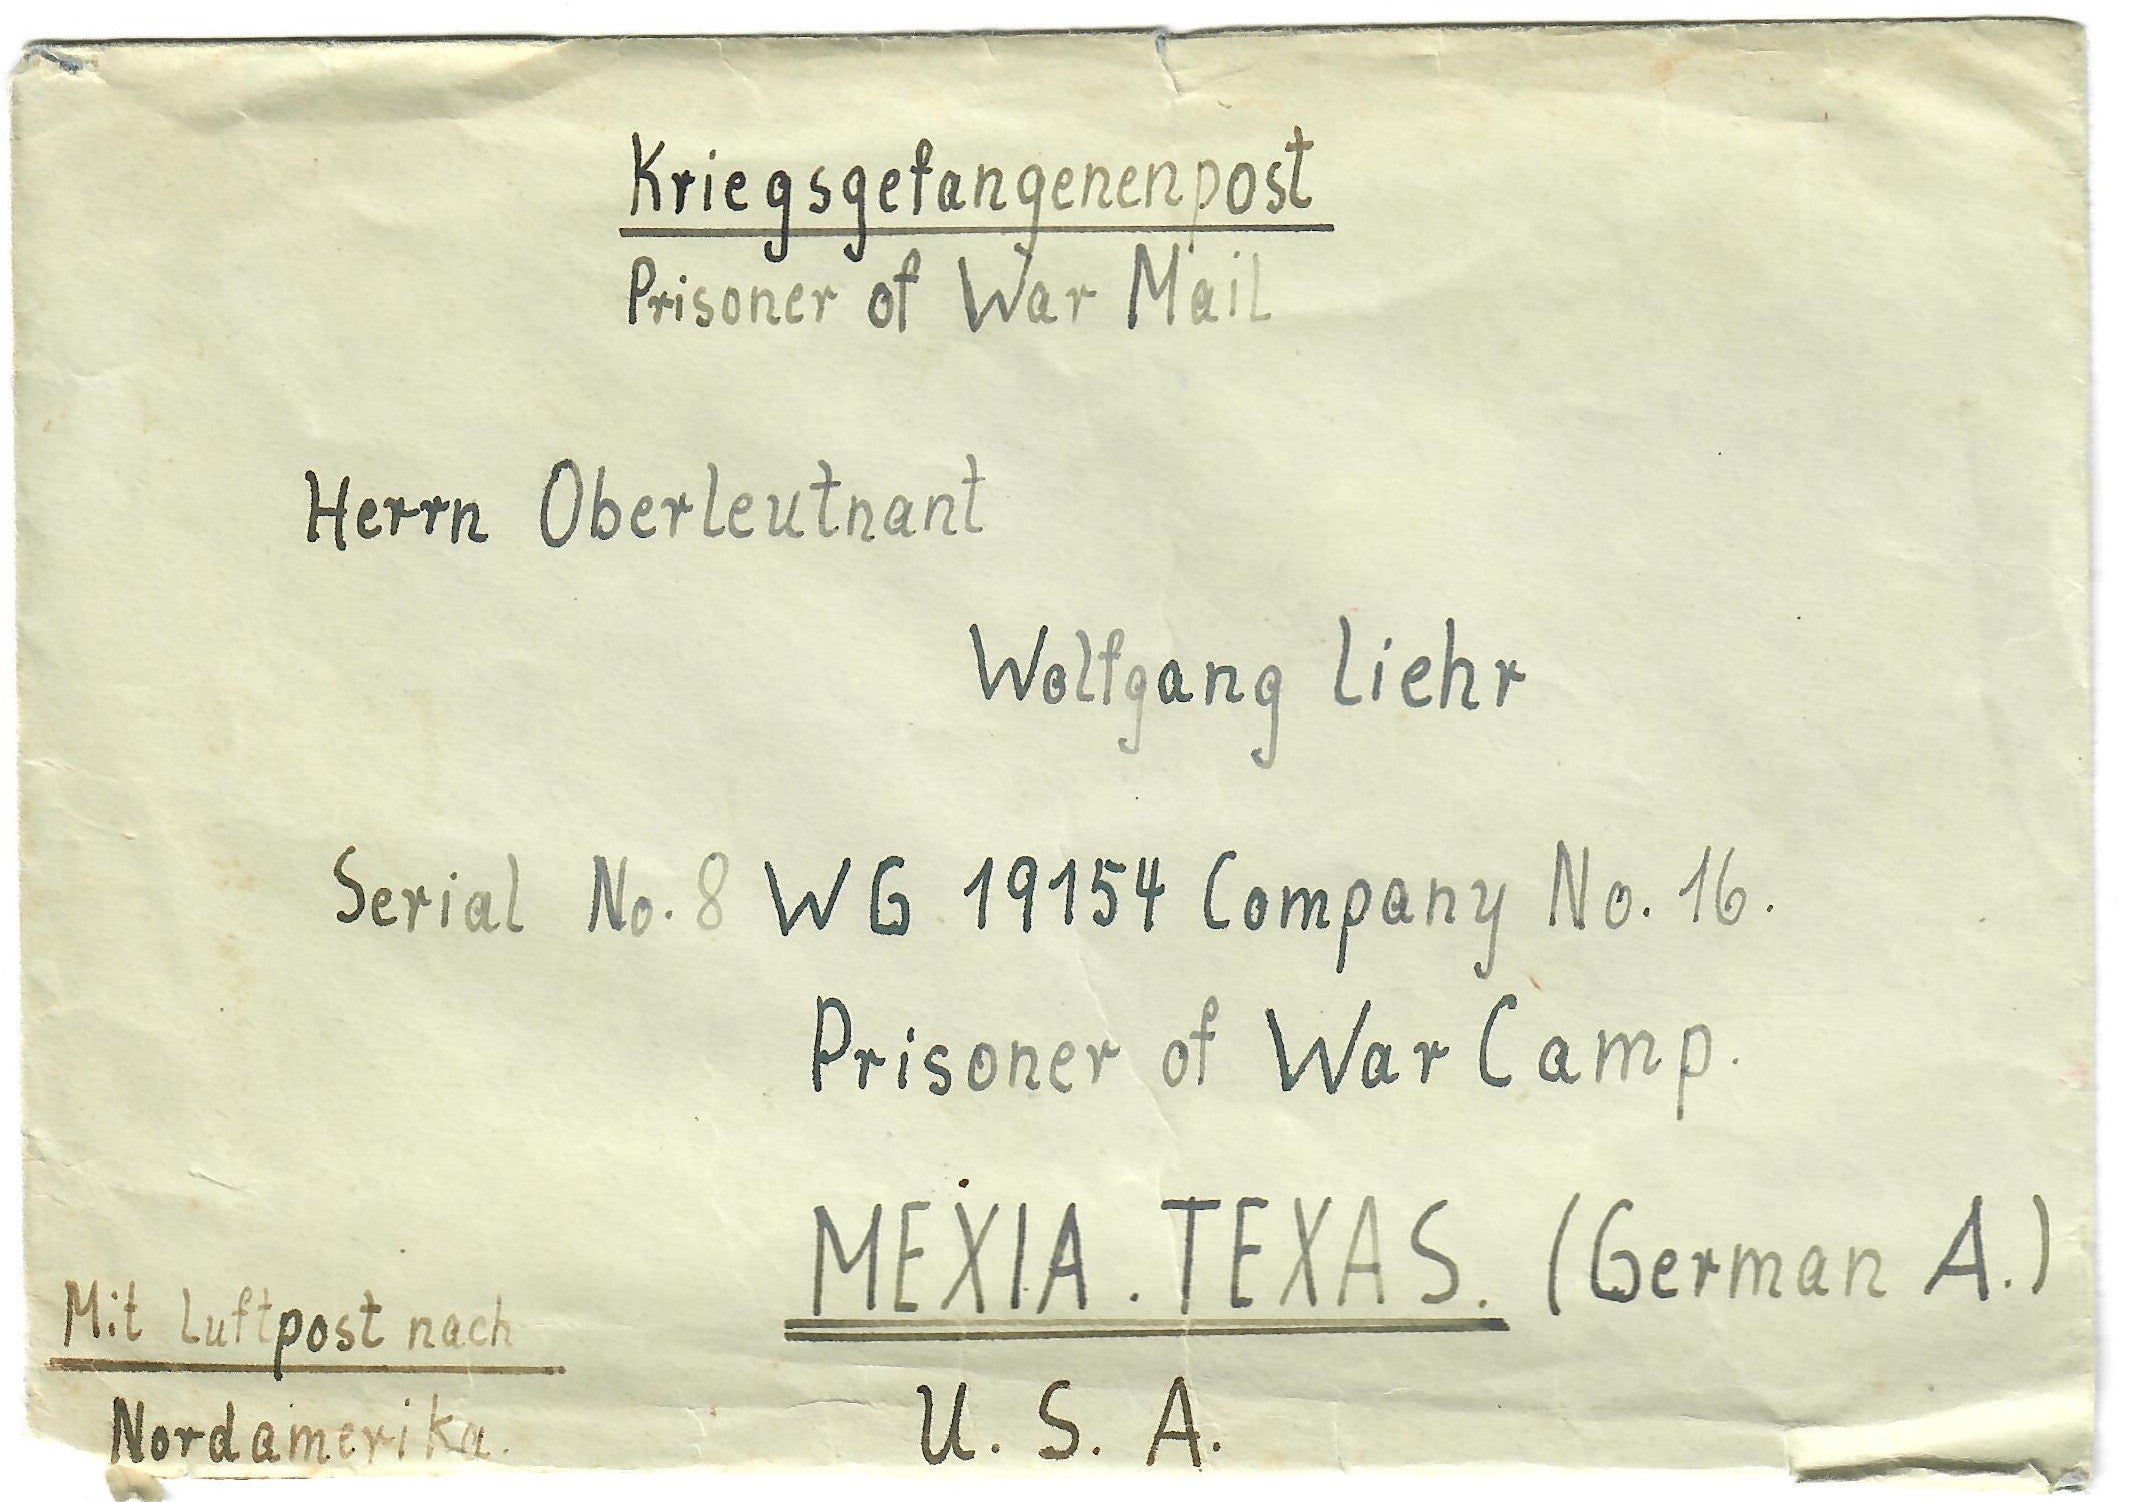 Kriegsgefangenenpost
Prisoner of War Mail
Herrn Oberleutnant
Wolfgang Liehr
Serial No. 8 WG 19154 Company No. 16.
Prisoner of War Camp.
MEXIA. TEXAS. (German A.)
U. S. A.
Mit Luftpost nach
Nordamerika.